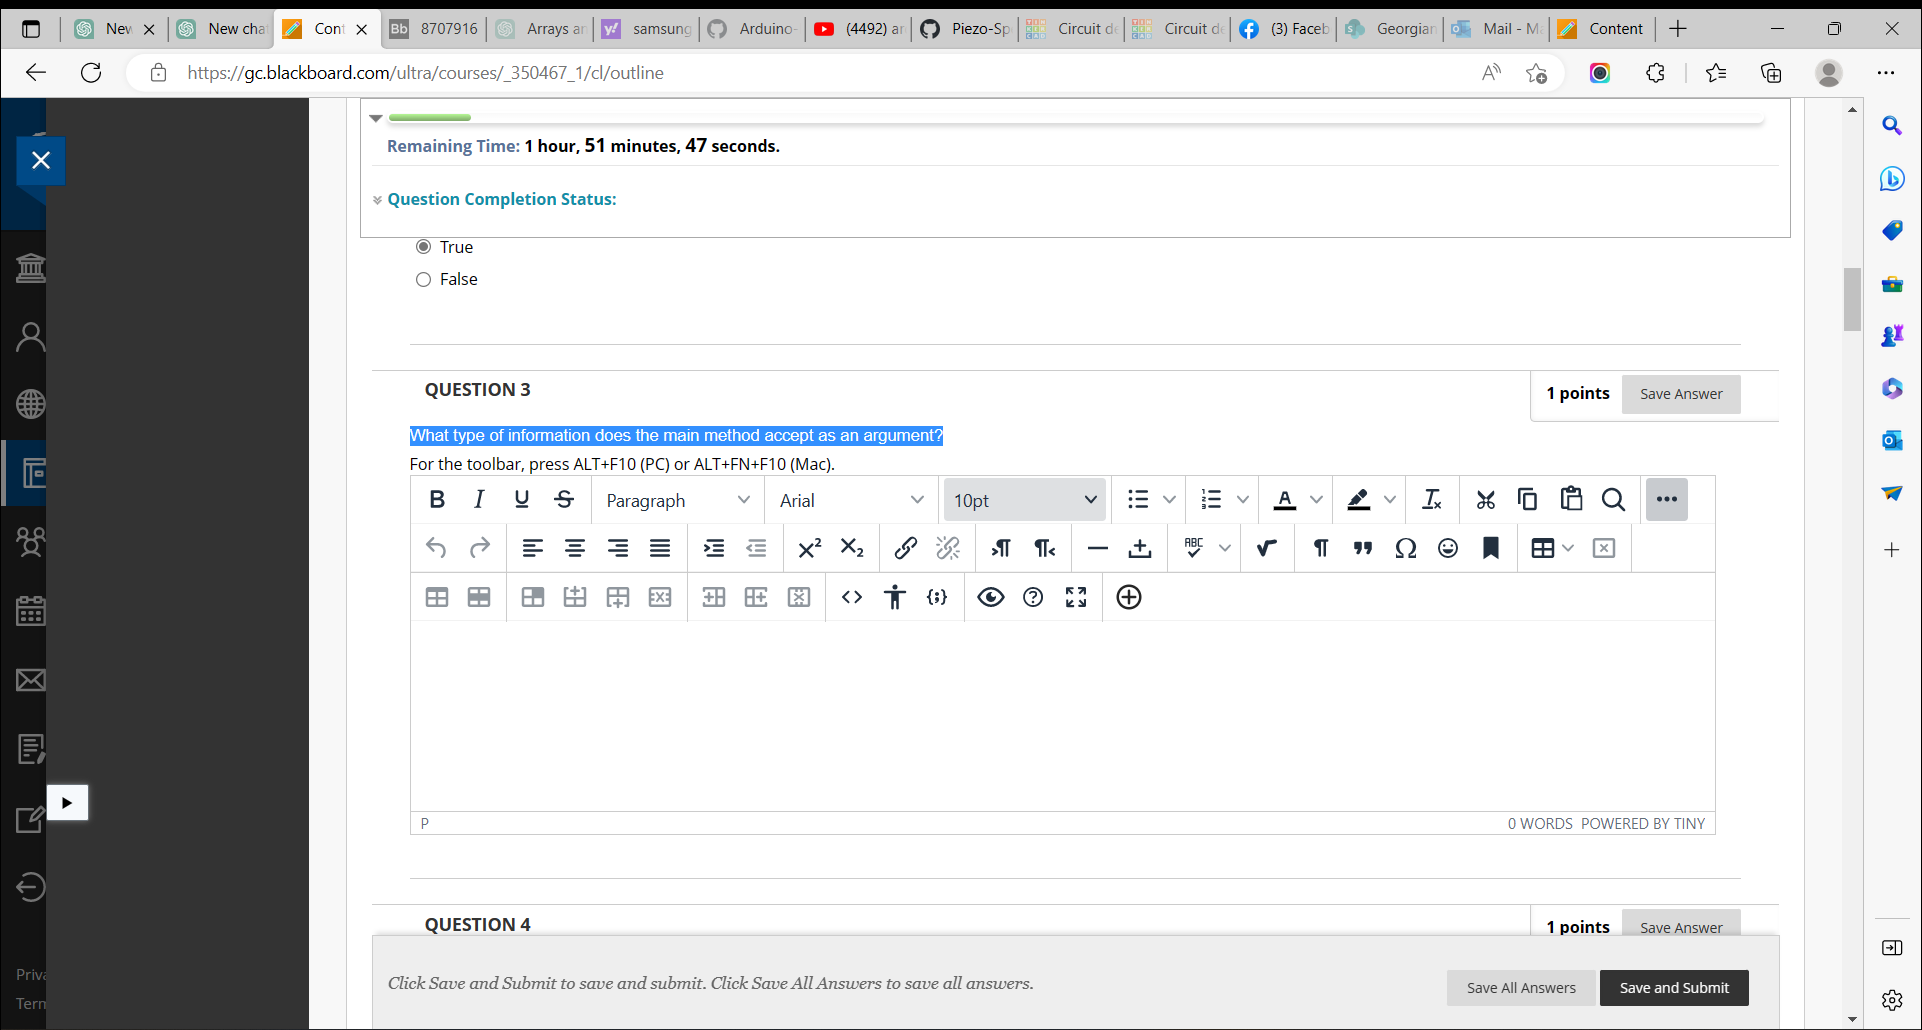 New
New cha
Cont
8707916
Arrays ar
samsung
Arduino-
(4492) ar
Piezo-Sp
Circuit de
Circuit de
(3) Faceb
Georgian
Mail - M
Content
https://gc.blackboard.com/ultra/courses/_350467_1/cl/outline
Remaining Time: 1 hour, 51 minutes, 47 seconds.
Question Completion Status:
True
False
QUESTION 3
1 points
Save Answer
What type of information does the main method accept as an argument?
For the toolbar, press ALT+F10 (PC) or ALT+FN+F10 (Mac).
Paragraph
Arial
10pt
P
0 WORDS POWERED BY TINY
QUESTION 4
1 points
Save Answer
Priva
Term
Click Save and Submit to save and submit. Click Save All Answers to save all answers.
Save All Answers
Save and Submit